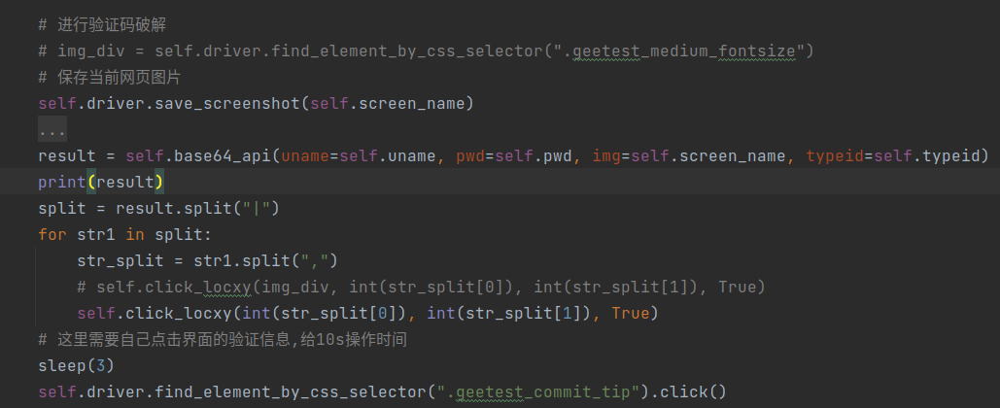 # 进行验证码破解
# img_div = self.driver.find_element_by_css_selector(".geetest_medium_fontsize")
# 保存当前网页图片
self.driver.save_screenshot(self.screen_name)
...
result = self.base64_api(uname=self.uname, pwd=self.pwd, img=self.screen_name, typeid=self.typeid)
print(result)
split = result.split("|")
for str1 in split:
    str_split = str1.split(",")
    # self.click_locxy(img_div, int(str_split[0]), int(str_split[1]), True)
    self.click_locxy(int(str_split[0]), int(str_split[1]), True)
# 这里需要自己点击界面的验证信息,给10s操作时间
sleep(3)
self.driver.find_element_by_css_selector(".geetest_commit_tip").click()